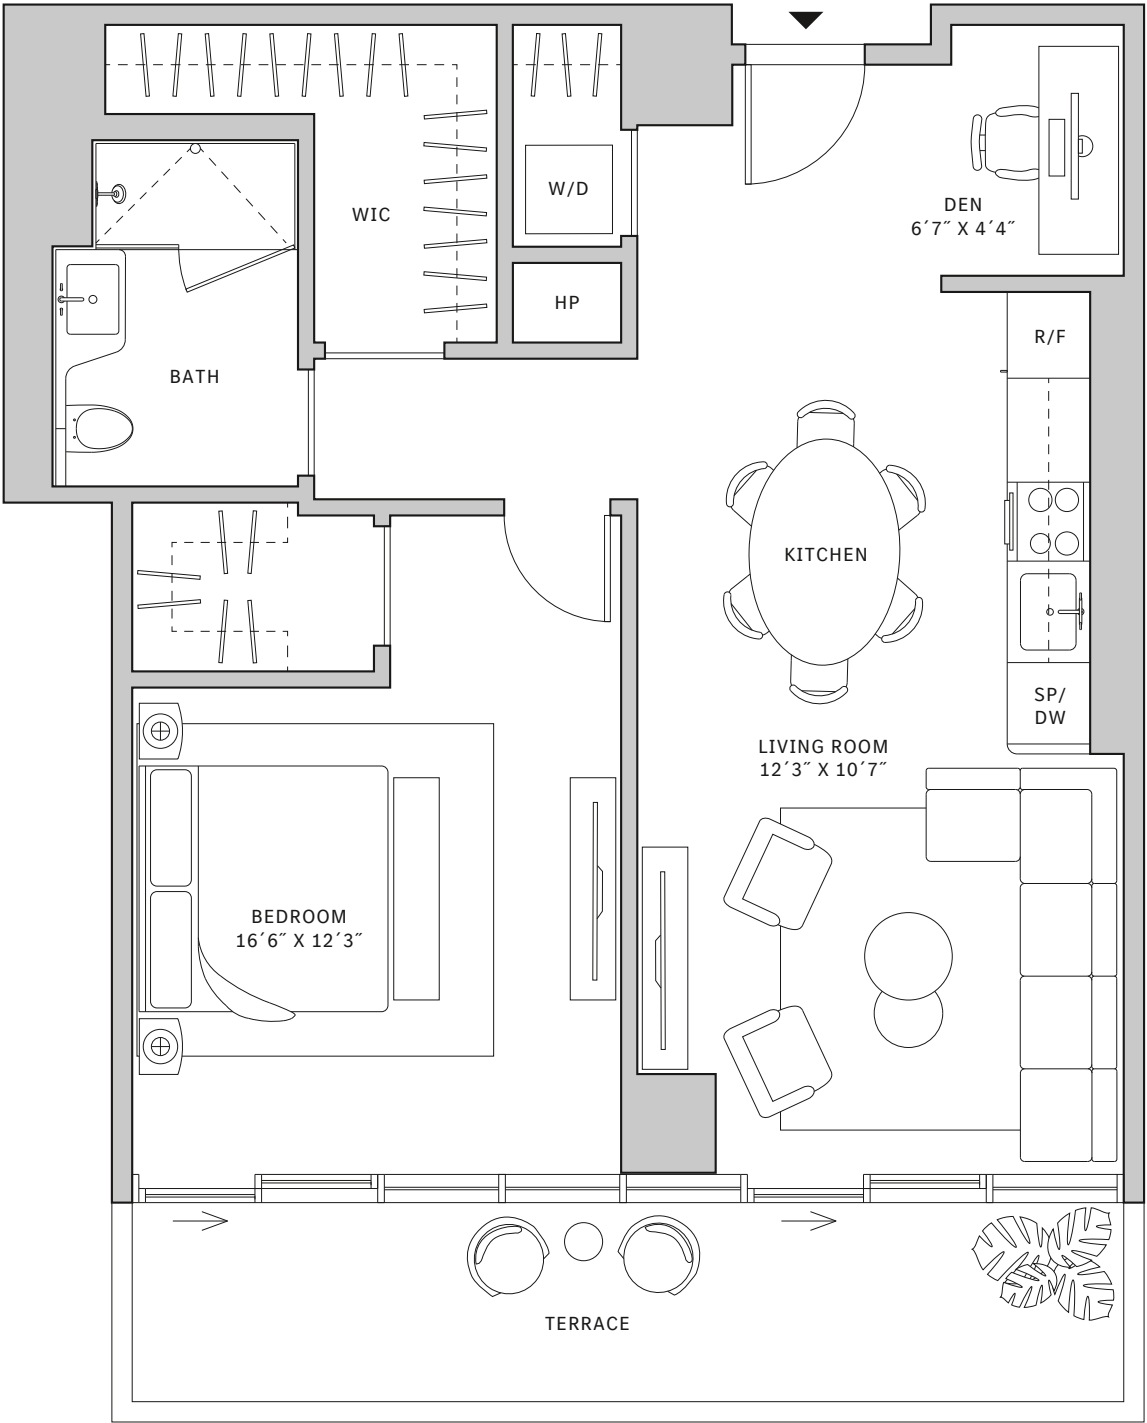 W/D
WIC
DEN
6´7˝ X 4´4˝
HP
R/F
BATH
KITCHEN
SP/
DW
LIVING ROOM
12´3˝ X 10´7˝
BEDROOM
16´6˝ X 12´3˝
TERRACE